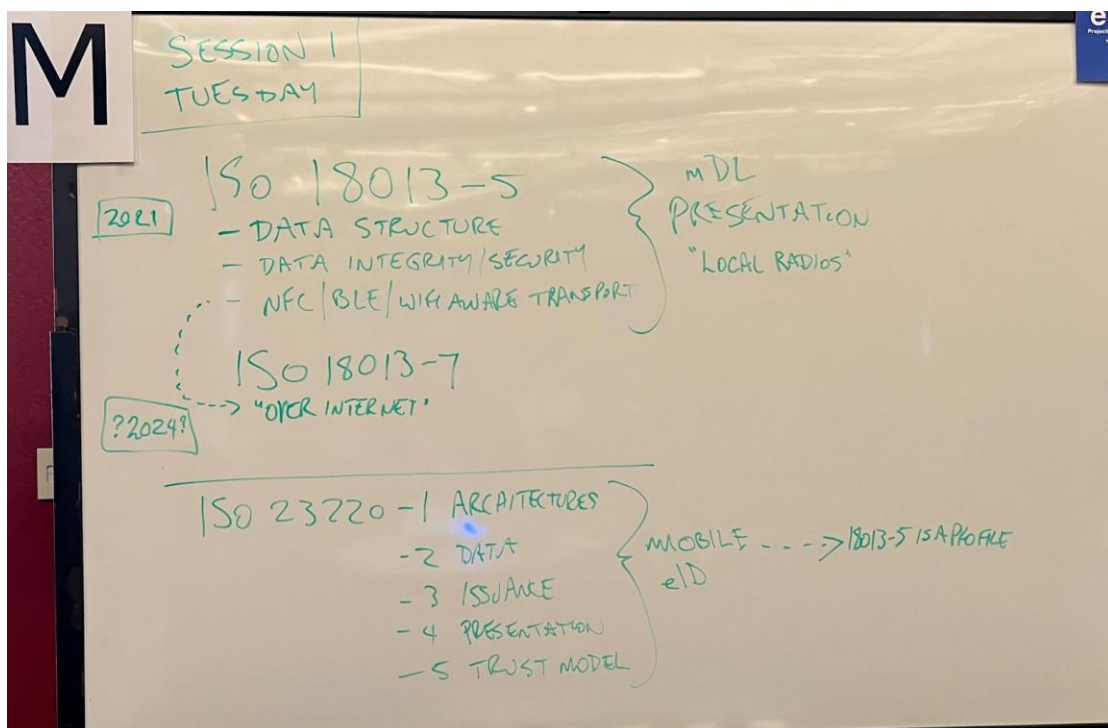 M
SESSION 1
TUESDAY
e
Project
ISO 18013-5
2021
- DATA STRUCTURE
- DATA INTEGRITY/SECURITY
- NFC/BLE/WIFI AWARE TRANSPORT
mDL
PRESENTATION
"LOCAL RADIOS"
ISO 18013-7
"OVER INTERNET"
?2024?
ISO 23220-1 ARCHITECTURES
-2 DATA
-3 ISSUANCE
-4 PRESENTATION
-5 TRUST MODEL
MOBILE ----> 18013-5 IS A PROFILE
eID